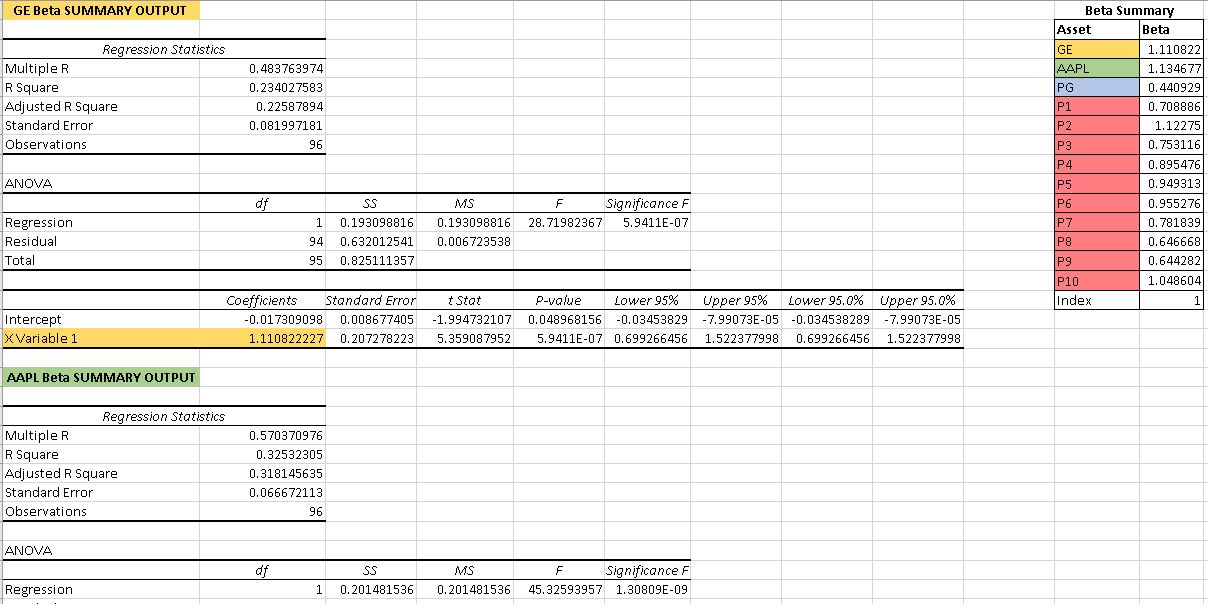 GE Beta SUMMARY OUTPUT
Regression Statistics
Multiple R 0.483763974
R Square 0.234027583
Adjusted R Square 0.22587894
Standard Error 0.081997181
Observations 96
ANOVA
df SS MS F Significance F
Regression 1 0.193098816 0.193098816 28.71982367 5.9411E-07
Residual 94 0.632012541 0.006723538
Total 95 0.825111357
Coefficients Standard Error t Stat P-value Lower 95% Upper 95% Lower 95.0% Upper 95.0%
Intercept -0.017309098 0.008677405 -1.994732107 0.048968156 -0.03453829 -7.99073E-05 -0.034538289 -7.99073E-05
X Variable 1 1.110822227 0.207278223 5.359087952 5.9411E-07 0.699266456 1.522377998 0.699266456 1.522377998
AAPL Beta SUMMARY OUTPUT
Regression Statistics
Multiple R 0.570370976
R Square 0.32532305
Adjusted R Square 0.318145635
Standard Error 0.066672113
Observations 96
ANOVA
df SS MS F Significance F
Regression 1 0.201481536 0.201481536 45.32593957 1.30809E-09
Beta Summary
Asset Beta
GE 1.110822
AAPL 1.134677
PG 0.440929
P1 0.708886
P2 1.12275
P3 0.753116
P4 0.895476
P5 0.949313
P6 0.955276
P7 0.781839
P8 0.646668
P9 0.644282
P10 1.048604
Index 1